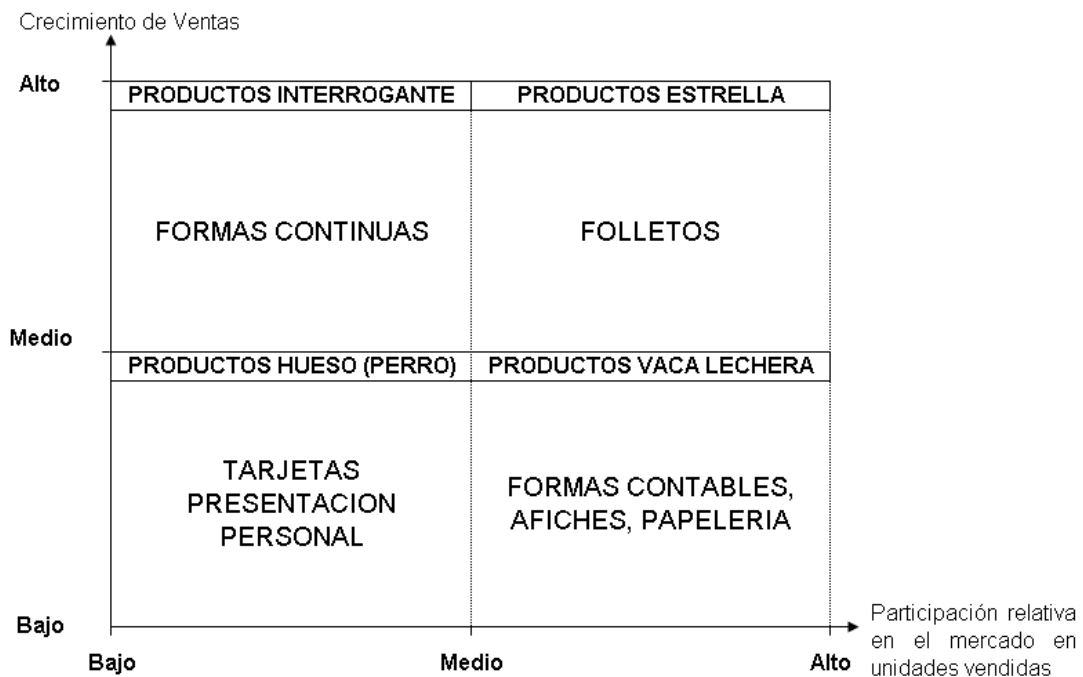 Crecimiento de Ventas
Alto
PRODUCTOS INTERROGANTE
PRODUCTOS ESTRELLA
FORMAS CONTINUAS
FOLLETOS
Medio
PRODUCTOS HUESO (PERRO)
PRODUCTOS VACA LECHERA
TARJETAS
PRESENTACION
PERSONAL
FORMAS CONTABLES,
AFICHES, PAPELERIA
Bajo
Bajo
Medio
Alto
Participación relativa
en el mercado en
unidades vendidas